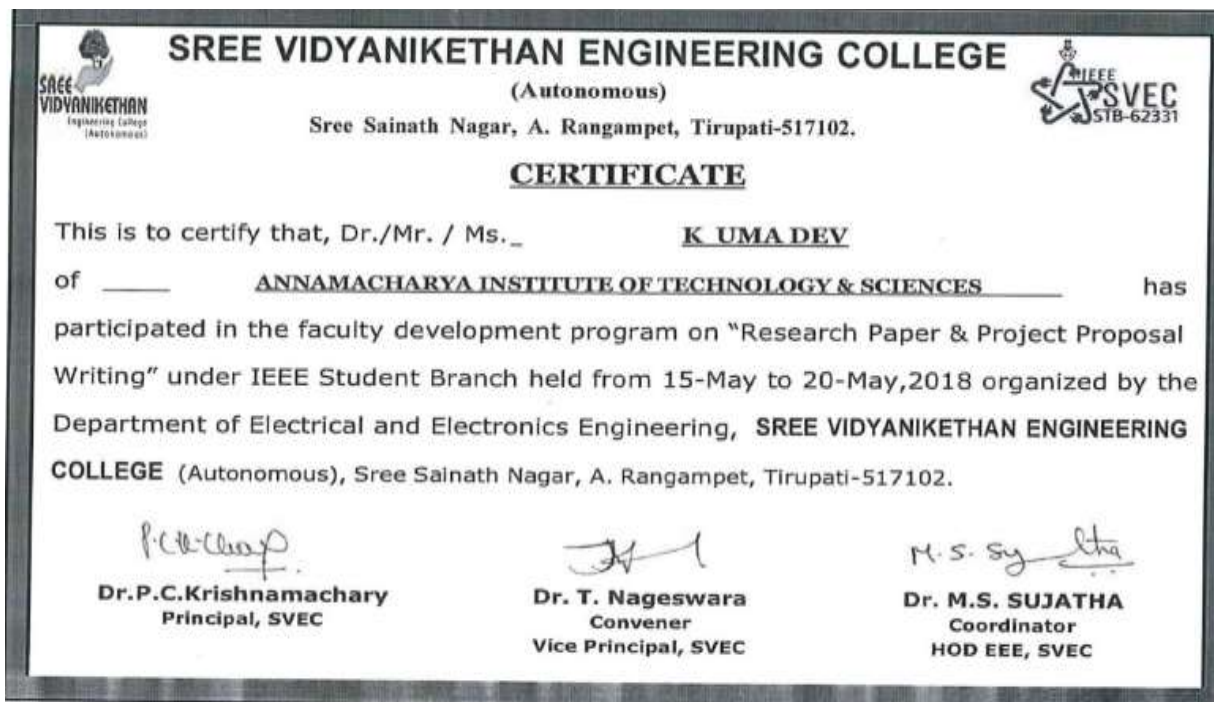 SREE VIDYANIKETHAN ENGINEERING COLLEGE
SREE
VIDYANIKETHAN
Engineering College
(Autonomous)
(Autonomous)
IEEE
SVEC
STB-62331
Sree Sainath Nagar, A. Rangampet, Tirupati-517102.
CERTIFICATE
This is to certify that, Dr./Mr. / Ms._ K UMA DEV
of _____ ANNAMACHARYA INSTITUTE OF TECHNOLOGY & SCIENCES has
participated in the faculty development program on “Research Paper & Project Proposal
Writing” under IEEE Student Branch held from 15-May to 20-May,2018 organized by the
Department of Electrical and Electronics Engineering, SREE VIDYANIKETHAN ENGINEERING
COLLEGE (Autonomous), Sree Sainath Nagar, A. Rangampet, Tirupati-517102.
M. S. Sy
Dr.P.C.Krishnamachary
Principal, SVEC
Dr. T. Nageswara
Convener
Vice Principal, SVEC
Dr. M.S. SUJATHA
Coordinator
HOD EEE, SVEC